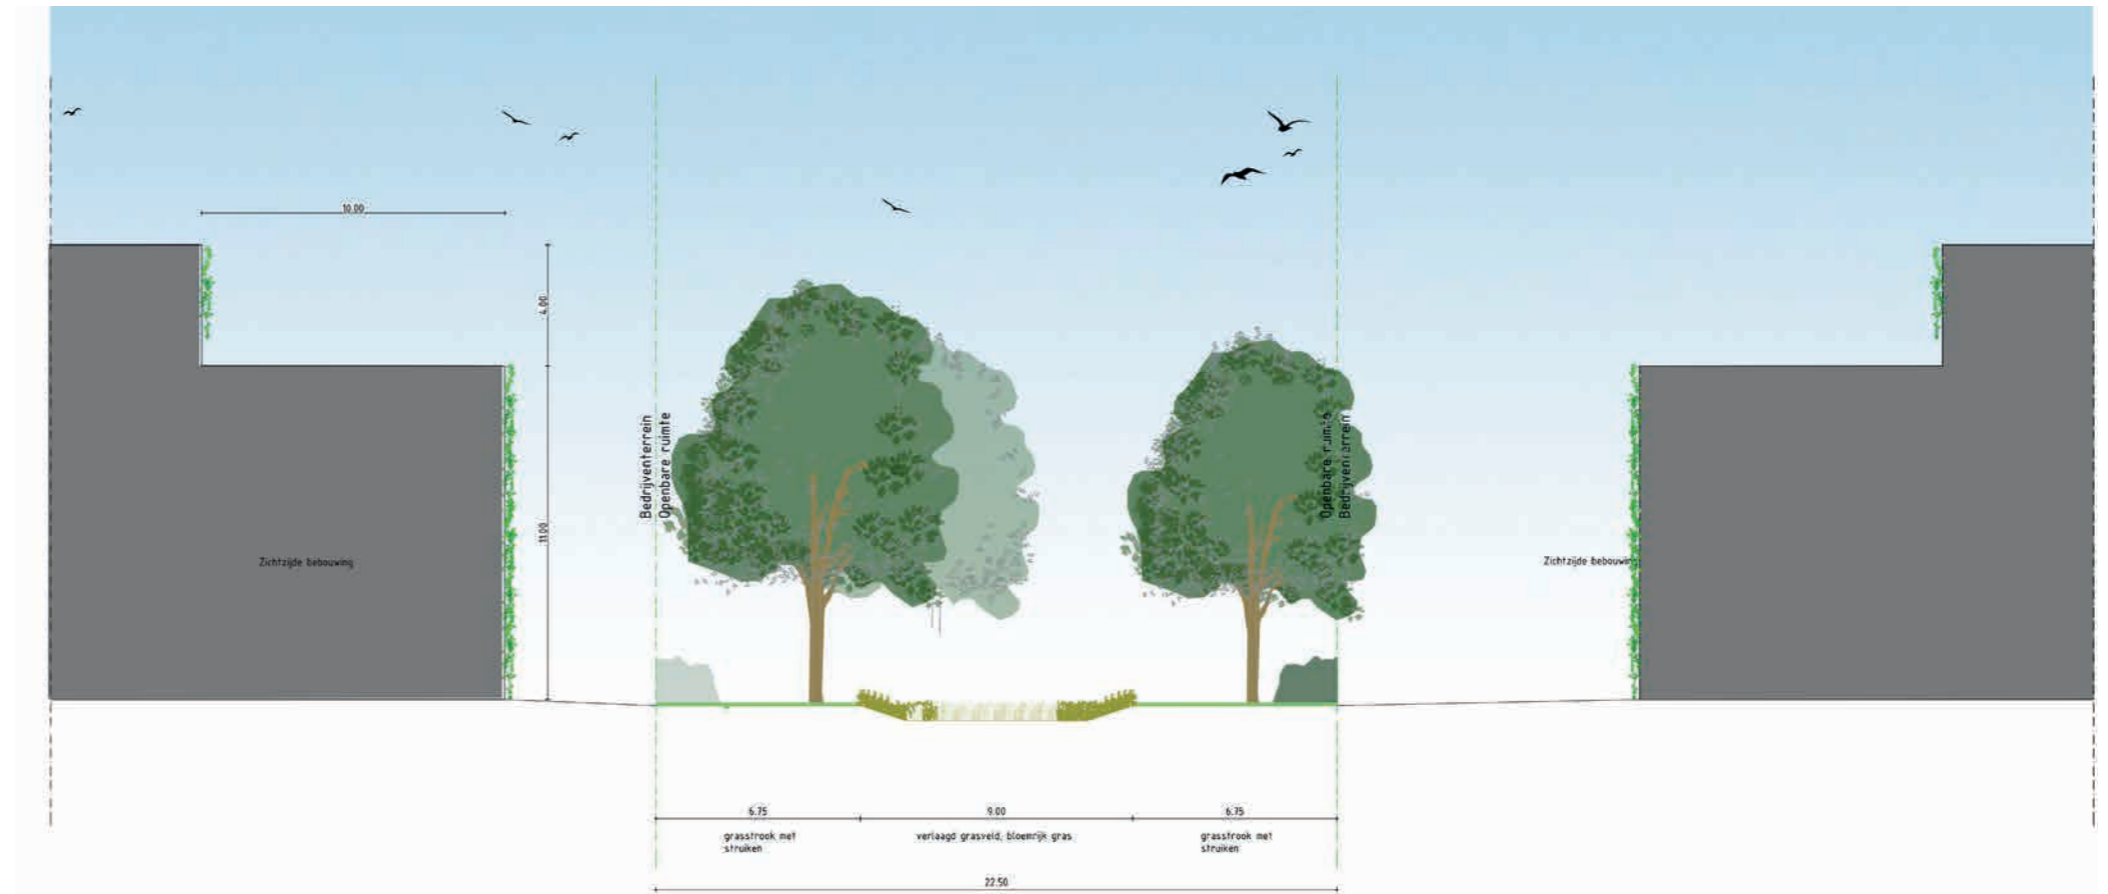 10.00
4.00
11.00
Bedrijventerrein
Openbare ruimte
Openbare ruimte
Bedrijventerrein
Zichtzijde bebouwing
Zichtzijde bebouwing
6.75
9.00
6.75
grasstrook met
struiken
verlaagd grasveld, bloemrijk gras
grasstrook met
struiken
22.50